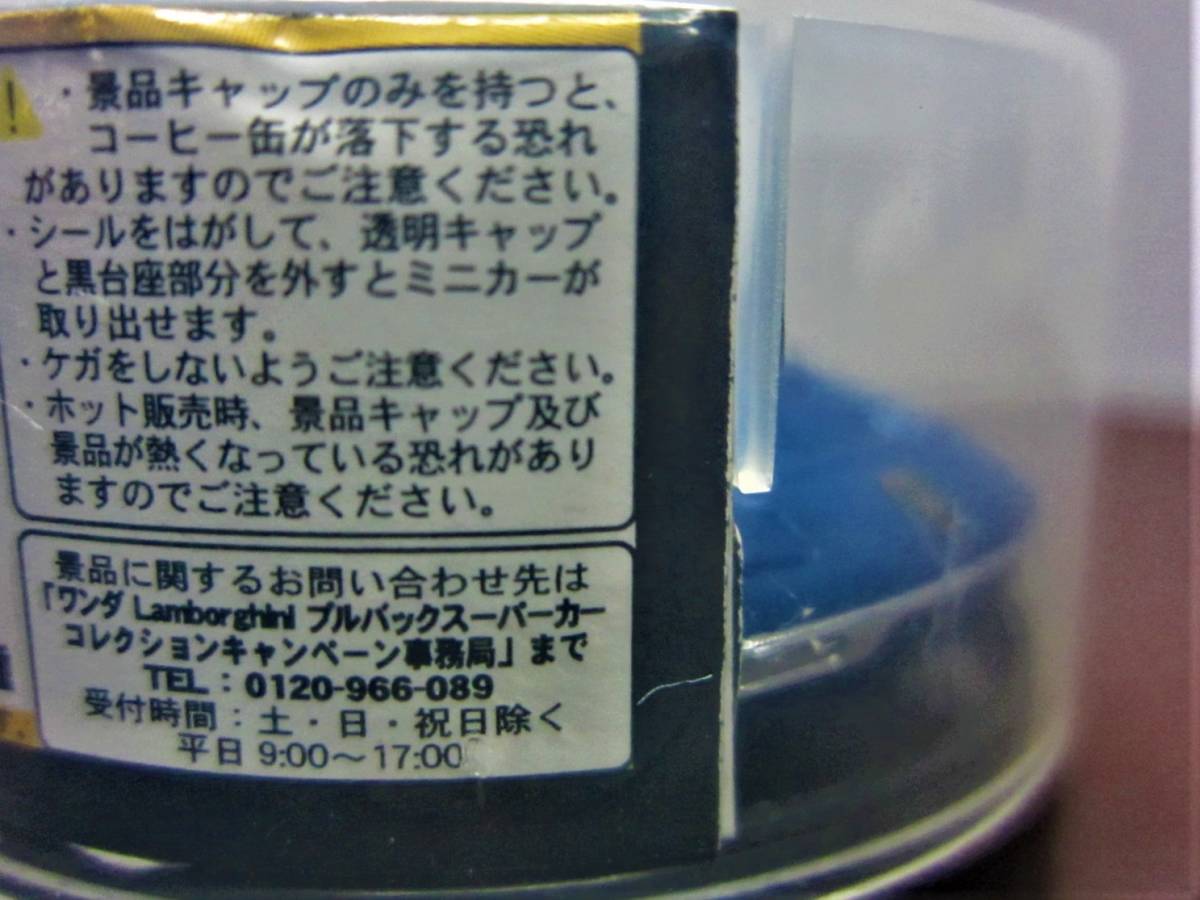 !
・景品キャップのみを持つと、
コーヒー缶が落下する恐れ
がありますのでご注意ください。
・シールをはがして、透明キャップ
と黒台座部分を外すとミニカーが
取り出せます。
・ケガをしないようご注意ください。
・ホット販売時、景品キャップ及び
景品が熱くなっている恐れがあり
ますのでご注意ください。
景品に関するお問い合わせ先は
「ワンダ Lamborghini プルバックスーパーカー
コレクションキャンペーン事務局」まで
TEL：0120-966-089
受付時間：土・日・祝日除く
平日 9:00～17:00